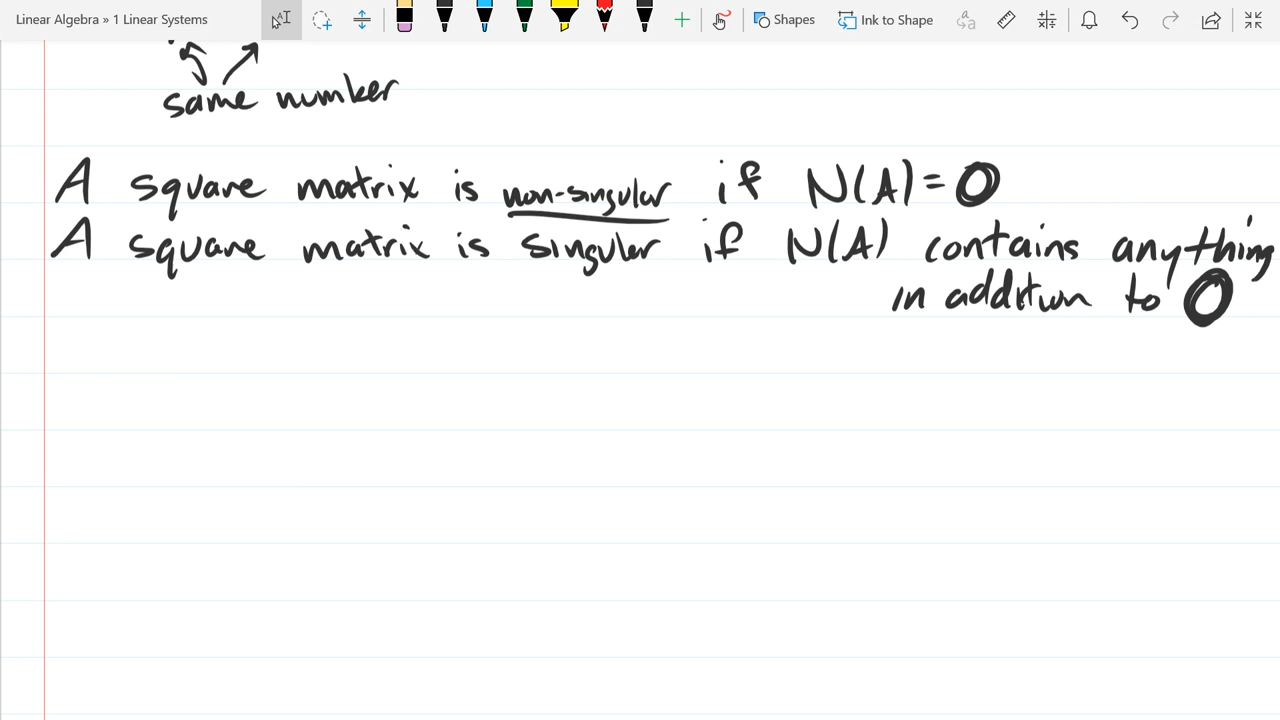 Linear Algebra » 1 Linear Systems
Shapes
Ink to Shape
same number
A square matrix is non-singular if N(A)=0
A square matrix is singular if N(A) contains anything
in addition to 0